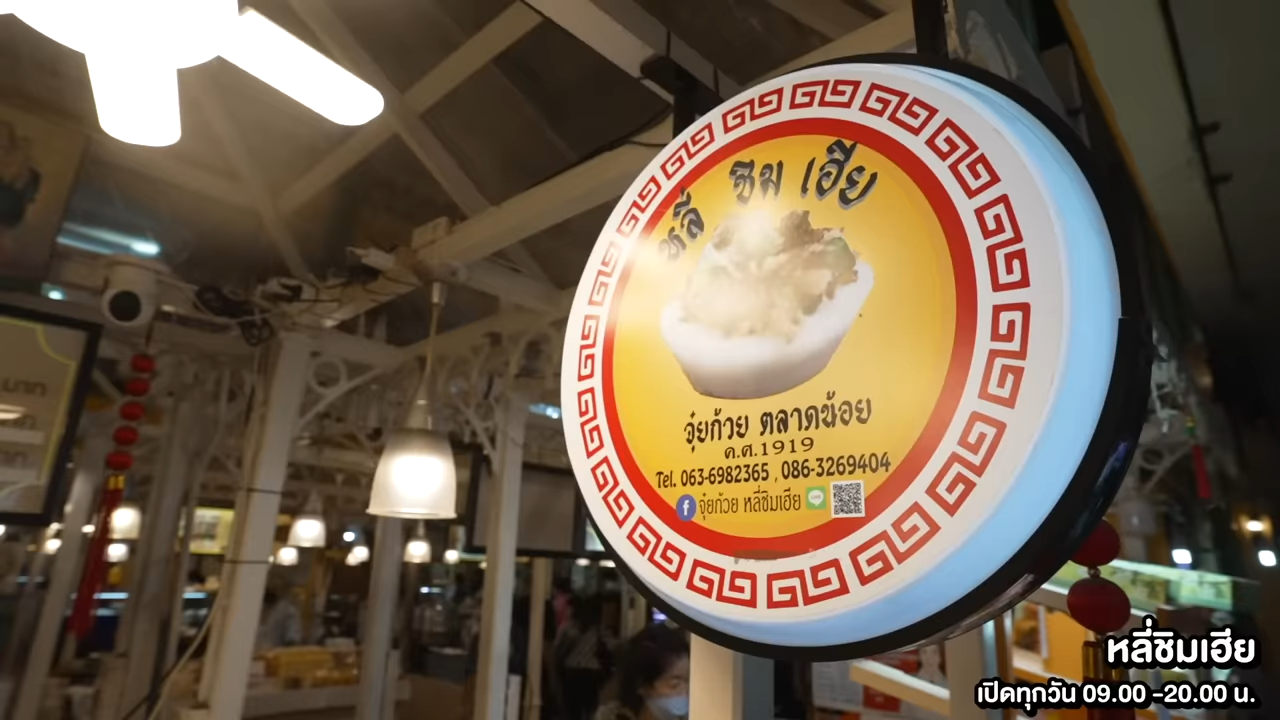 หลี่ ชิม เฮีย
จุ๋ยก้วย ตลาดน้อย
ค.ศ.1919
Tel. 063-6982365 , 086-3269404
จุ๋ยก้วย หลี่ชิมเฮีย
บาท
หลี่ชิมเฮีย
เปิดทุกวัน 09.00 -20.00 น.